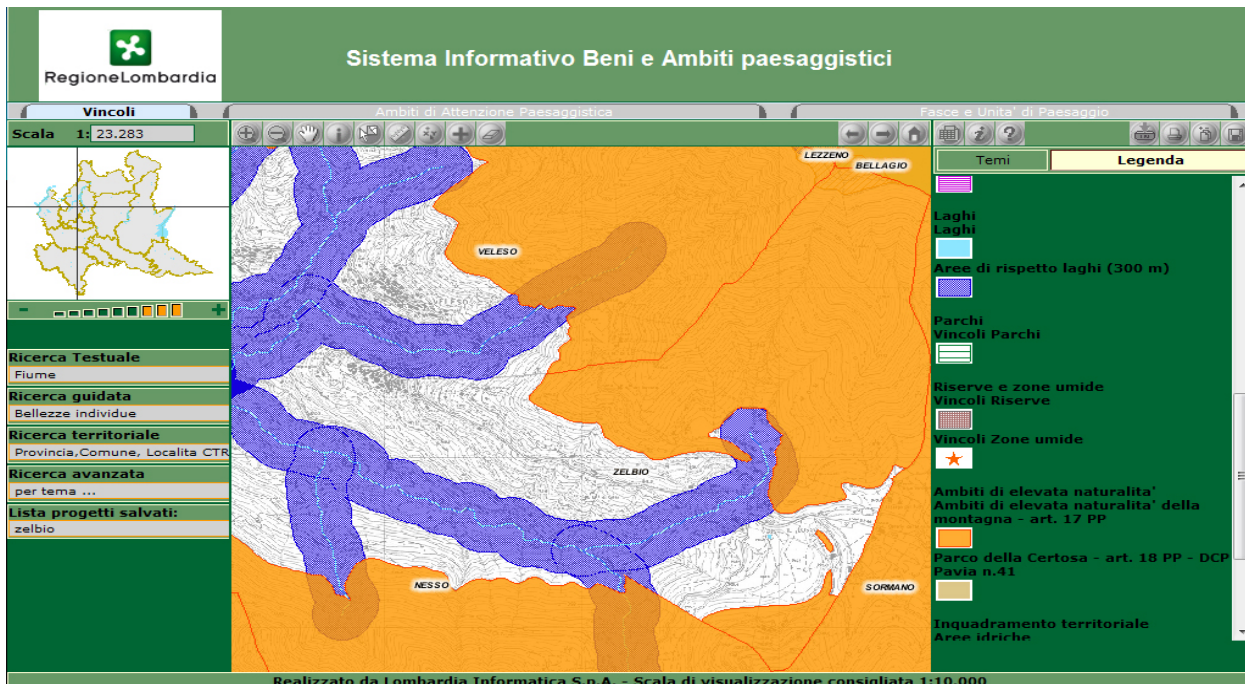 RegioneLombardia
Sistema Informativo Beni e Ambiti paesaggistici
Vincoli
Ambiti di Attenzione Paesaggistica
Fasce e Unita' di Paesaggio
Scala 1: 23.283
Temi
Legenda
LEZZENO
BELLAGIO
VELESO
ZELBIO
NESSO
SORMANO
Ricerca Testuale
Fiume
Ricerca guidata
Bellezze individue
Ricerca territoriale
Provincia,Comune, Localita CTR
Ricerca avanzata
per tema ...
Lista progetti salvati:
zelbio
Laghi
Laghi
Aree di rispetto laghi (300 m)
Parchi
Vincoli Parchi
Riserve e zone umide
Vincoli Riserve
Vincoli Zone umide
Ambiti di elevata naturalita'
Ambiti di elevata naturalita' della
montagna - art. 17 PP
Parco della Certosa - art. 18 PP - DCP
Pavia n.41
Inquadramento territoriale
Aree idriche
Realizzato da Lombardia Informatica S.p.A. - Scala di visualizzazione consigliata 1:10.000